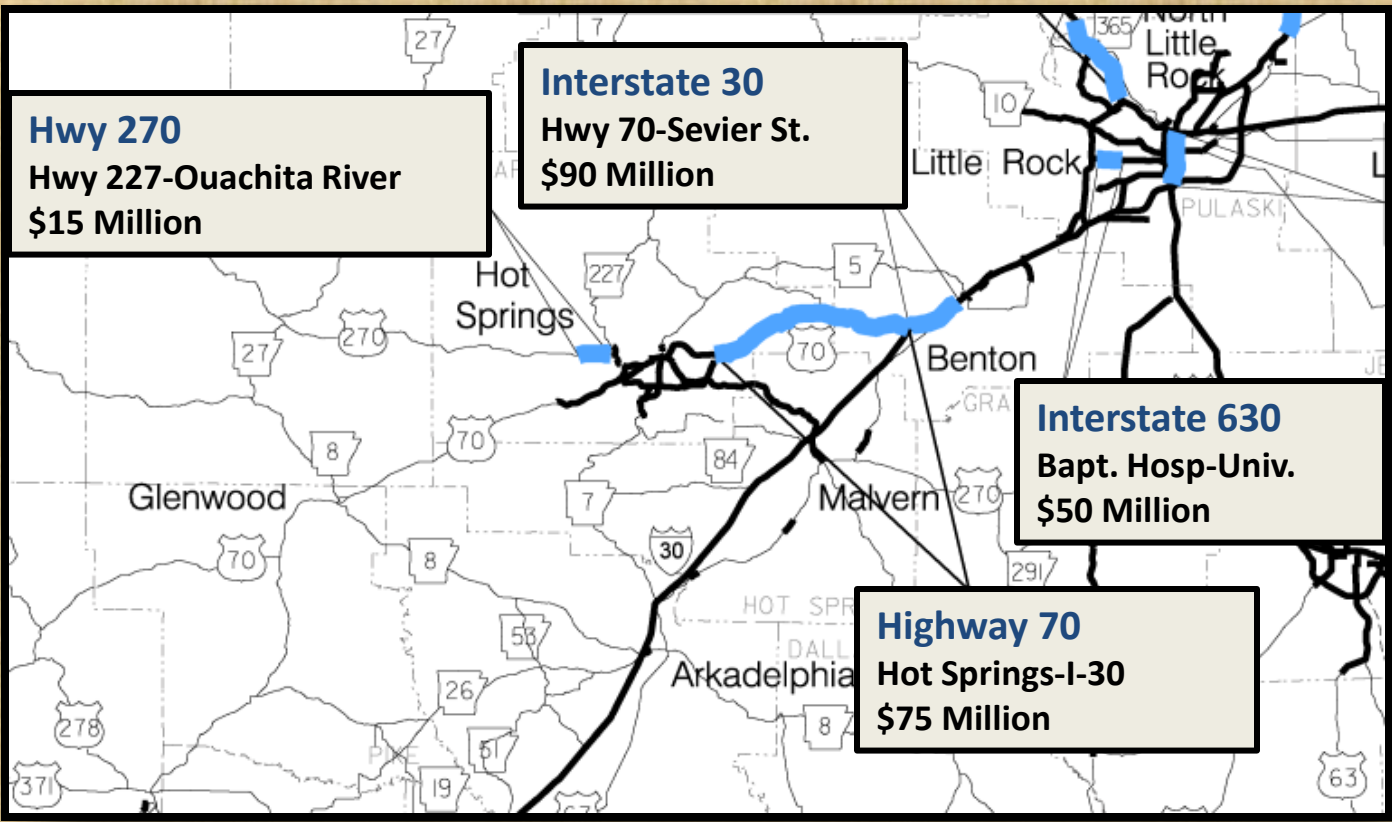 27
7
365
North
Little
Rock
Interstate 30
Hwy 70-Sevier St.
$90 Million
Hwy 270
Hwy 227-Ouachita River
$15 Million
10
Little Rock
PULASKI
Hot
Springs
227
5
270
27
70
Benton
GRA
Interstate 630
Bapt. Hosp-Univ.
$50 Million
70
8
84
7
Malvern
270
Glenwood
30
70
8
291
HOT SPR
DALL
53
Highway 70
Hot Springs-I-30
$75 Million
Arkadelphia
26
8
278
PIKE
51
371
19
63